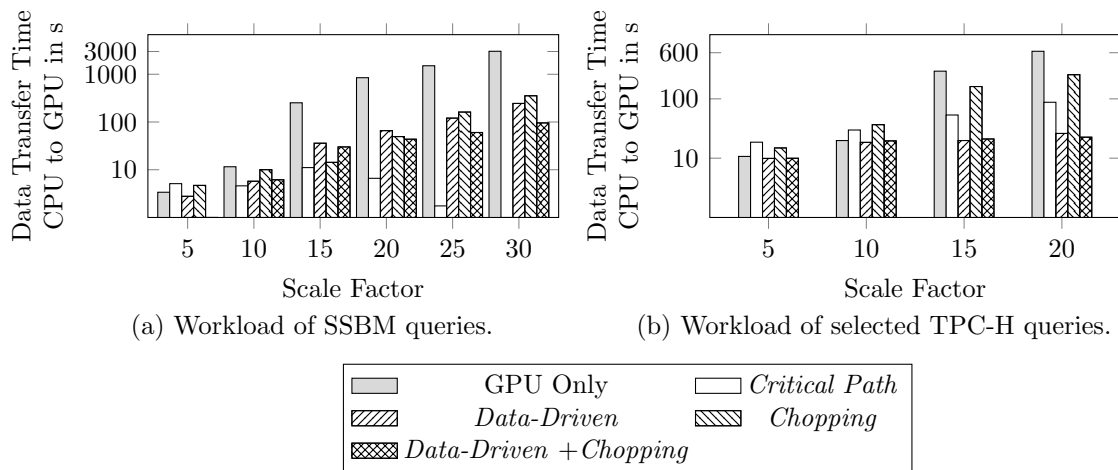 Data Transfer Time
CPU to GPU in s
3000
1000
100
10
5 10 15 20 25 30
Scale Factor
(a) Workload of SSBM queries.
Data Transfer Time
CPU to GPU in s
600
100
10
5 10 15 20
Scale Factor
(b) Workload of selected TPC-H queries.
GPU Only Critical Path
Data-Driven Chopping
Data-Driven +Chopping